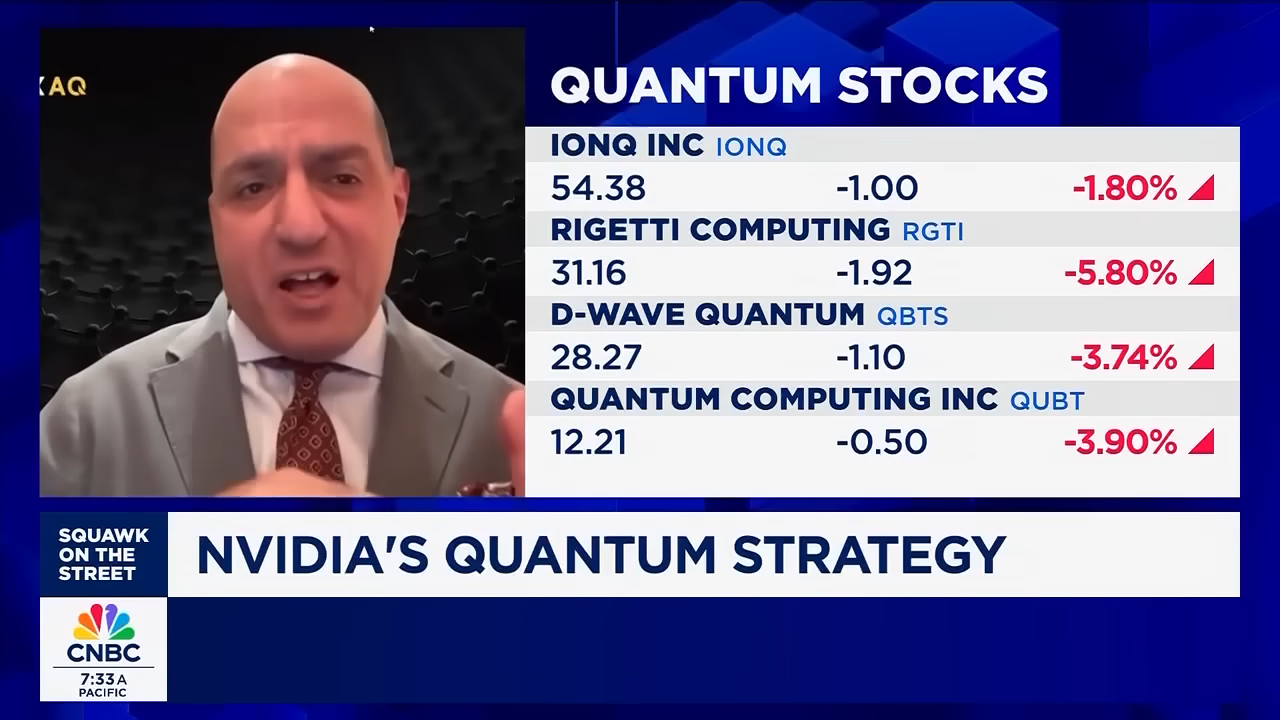 AQ
QUANTUM STOCKS
IONQ INC IONQ
54.38 -1.00 -1.80%
RIGETTI COMPUTING RGTI
31.16 -1.92 -5.80%
D-WAVE QUANTUM QBTS
28.27 -1.10 -3.74%
QUANTUM COMPUTING INC QUBT
12.21 -0.50 -3.90%
SQUAWK
ON THE
STREET
NVIDIA'S QUANTUM STRATEGY
CNBC
7:33A
PACIFIC